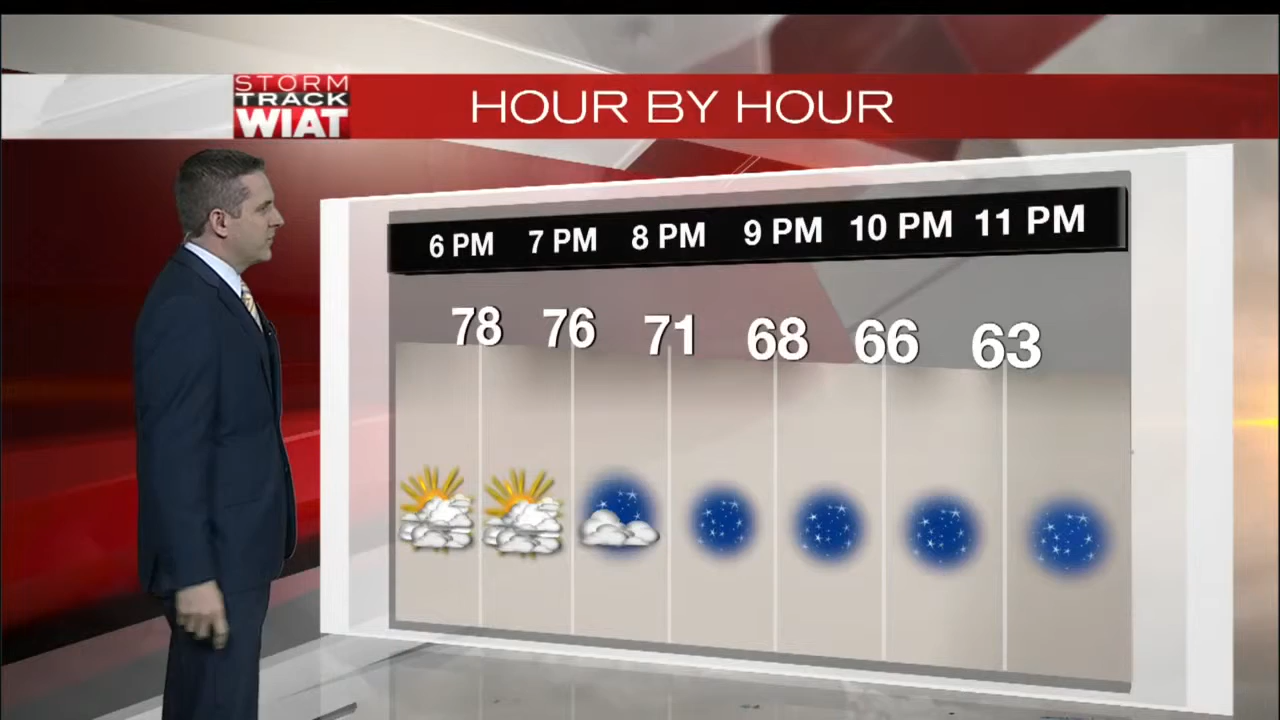 STORM
TRACK
WIAT
HOUR BY HOUR
6 PM 7 PM 8 PM 9 PM 10 PM 11 PM
78 76 71 68 66 63